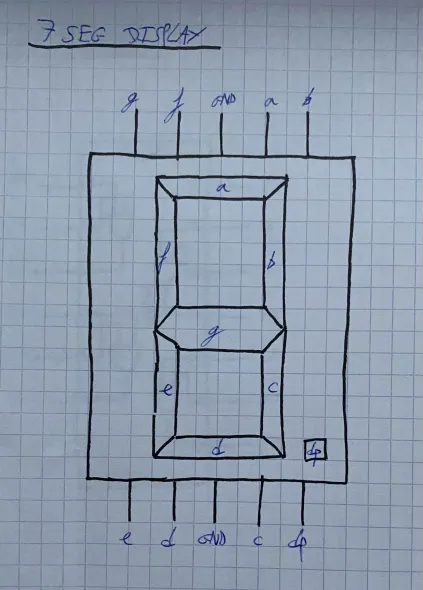 7 SEG DISPLAY
g f GND a b
a
f b
g
e c
d dp
e d GND c dp